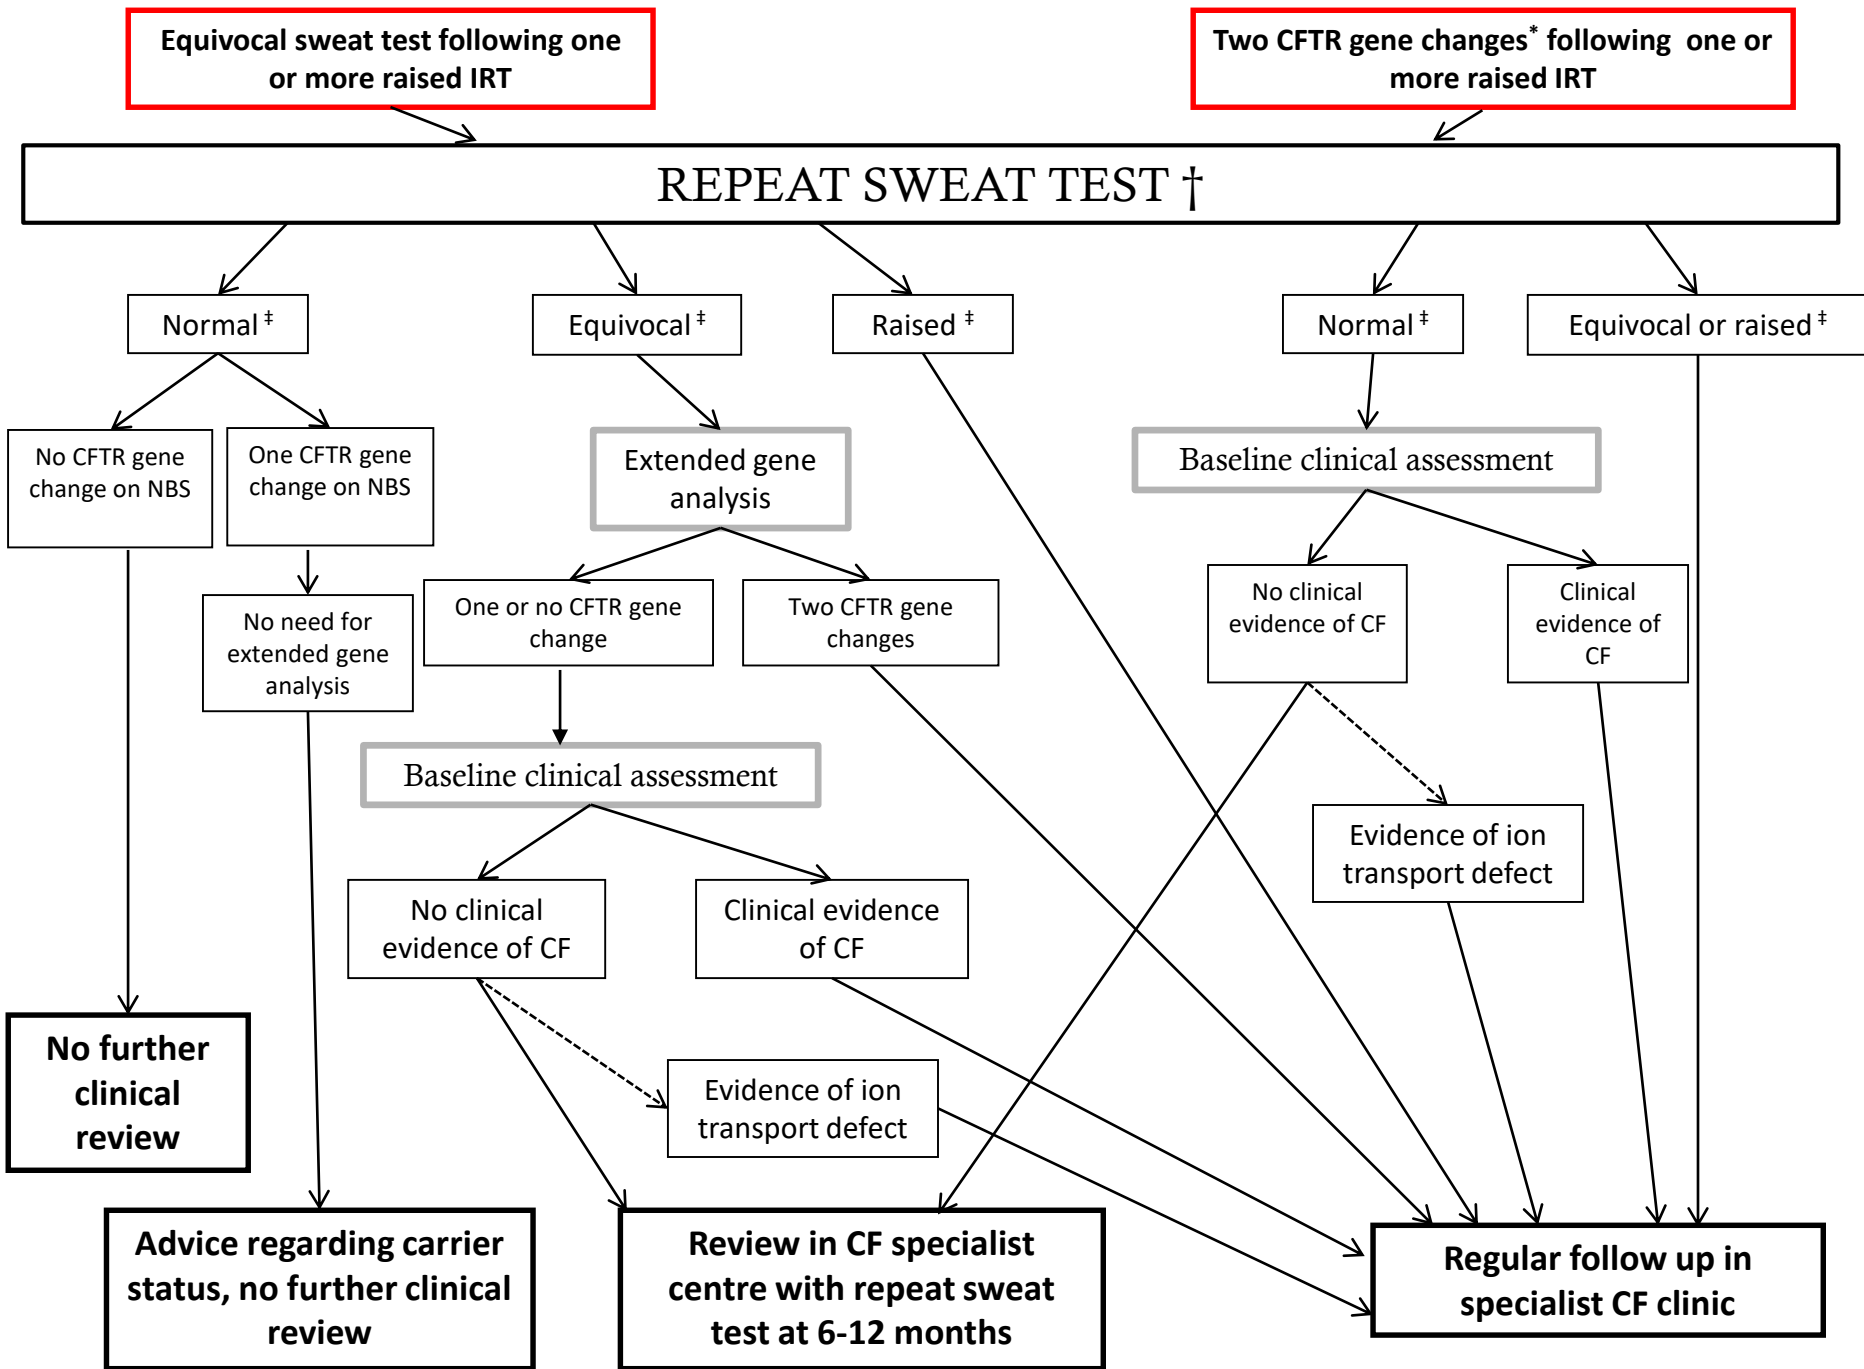 Equivocal sweat test following one
or more raised IRT
Two CFTR gene changes* following one or
more raised IRT
REPEAT SWEAT TEST †
Normal ‡
Equivocal ‡
Raised ‡
Normal ‡
Equivocal or raised ‡
No CFTR gene
change on NBS
One CFTR gene
change on NBS
Extended gene
analysis
Baseline clinical assessment
No need for
extended gene
analysis
One or no CFTR gene
change
Two CFTR gene
changes
No clinical
evidence of CF
Clinical
evidence of
CF
Baseline clinical assessment
Evidence of ion
transport defect
No clinical
evidence of CF
Clinical evidence
of CF
No further
clinical
review
Evidence of ion
transport defect
Advice regarding carrier
status, no further clinical
review
Review in CF specialist
centre with repeat sweat
test at 6-12 months
Regular follow up in
specialist CF clinic